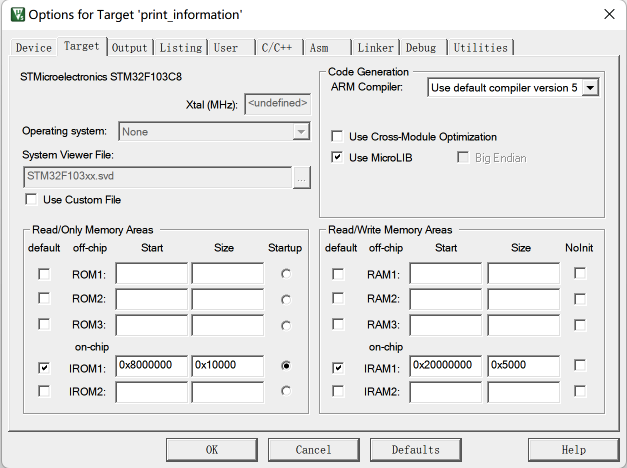 Options for Target 'print_information'
Device Target Output Listing User C/C++ Asm Linker Debug Utilities
STMicroelectronics STM32F103C8
Xtal (MHz): <undefined>
Operating system: None
System Viewer File:
STM32F103xx.svd ...
Use Custom File
Code Generation
ARM Compiler: Use default compiler version 5
Use Cross-Module Optimization
Use MicroLIB Big Endian
Read/Only Memory Areas
default off-chip Start Size Startup
ROM1:
ROM2:
ROM3:
on-chip
IROM1: 0x8000000 0x10000
IROM2:
Read/Write Memory Areas
default off-chip Start Size NoInit
RAM1:
RAM2:
RAM3:
on-chip
IRAM1: 0x20000000 0x5000
IRAM2:
OK Cancel Defaults Help